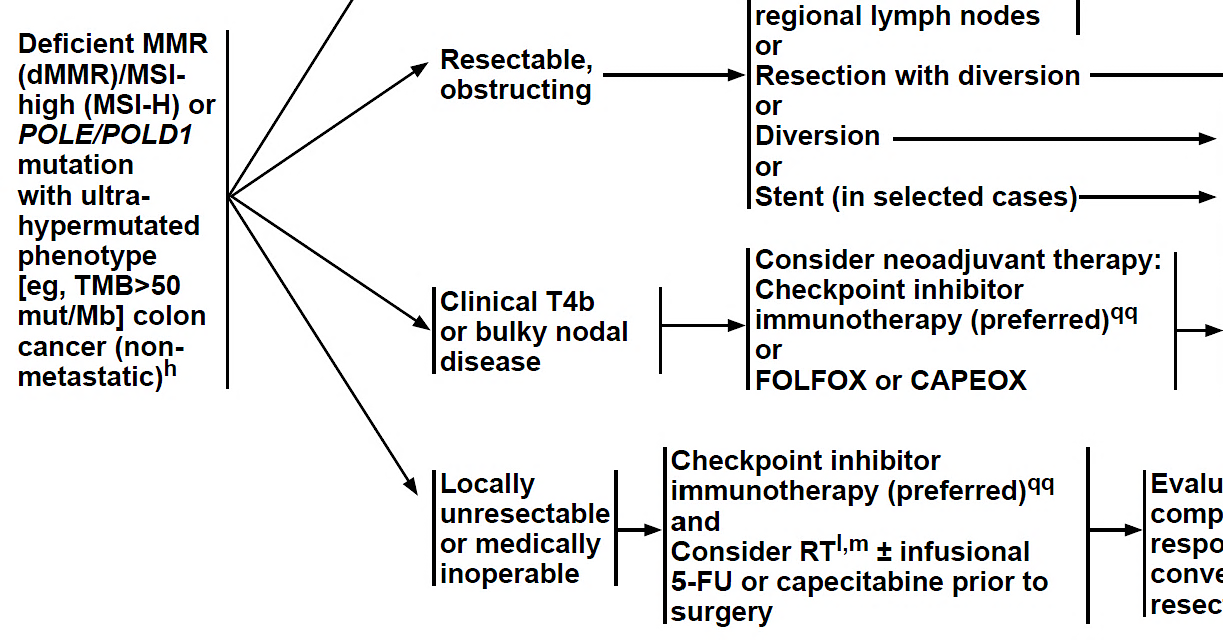 Deficient MMR
(dMMR)/MSI-
high (MSI-H) or
POLE/POLD1
mutation
with ultra-
hypermutated
phenotype
[eg, TMB>50
mut/Mb] colon
cancer (non-
metastatic)h
Resectable,
obstructing
regional lymph nodes
or
Resection with diversion
or
Diversion
or
Stent (in selected cases)
Clinical T4b
or bulky nodal
disease
Consider neoadjuvant therapy:
Checkpoint inhibitor
immunotherapy (preferred)qq
or
FOLFOX or CAPEOX
Locally
unresectable
or medically
inoperable
Checkpoint inhibitor
immunotherapy (preferred)qq
and
Consider RTl,m ± infusional
5-FU or capecitabine prior to
surgery